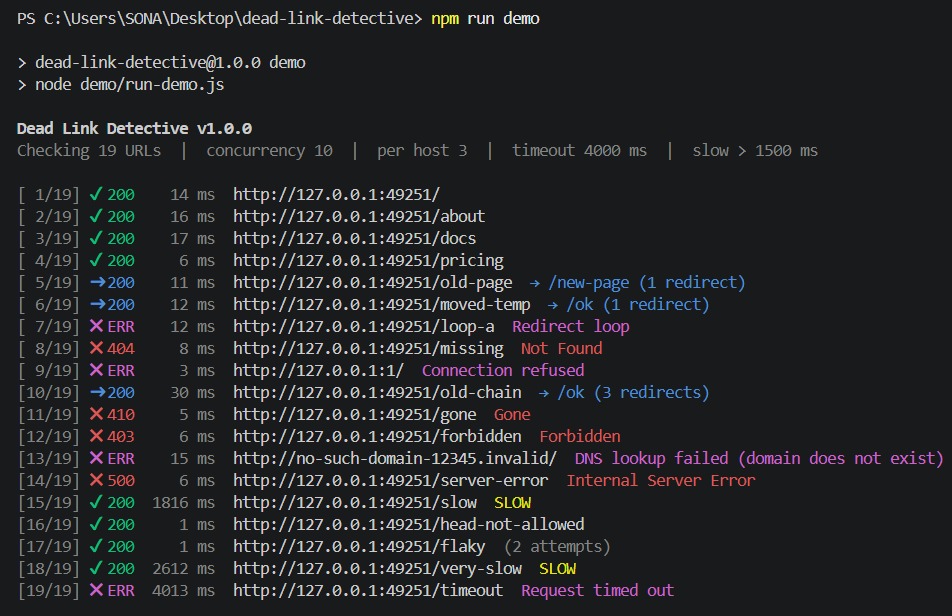 PS C:\Users\SONA\Desktop\dead-link-detective> npm run demo
> dead-link-detective@1.0.0 demo
> node demo/run-demo.js
Dead Link Detective v1.0.0
Checking 19 URLs | concurrency 10 | per host 3 | timeout 4000 ms | slow > 1500 ms
[ 1/19] ✓ 200 14 ms http://127.0.0.1:49251/
[ 2/19] ✓ 200 16 ms http://127.0.0.1:49251/about
[ 3/19] ✓ 200 17 ms http://127.0.0.1:49251/docs
[ 4/19] ✓ 200 6 ms http://127.0.0.1:49251/pricing
[ 5/19] → 200 11 ms http://127.0.0.1:49251/old-page → /new-page (1 redirect)
[ 6/19] → 200 12 ms http://127.0.0.1:49251/moved-temp → /ok (1 redirect)
[ 7/19] ✕ ERR 12 ms http://127.0.0.1:49251/loop-a Redirect loop
[ 8/19] ✕ 404 8 ms http://127.0.0.1:49251/missing Not Found
[ 9/19] ✕ ERR 3 ms http://127.0.0.1:1/ Connection refused
[10/19] → 200 30 ms http://127.0.0.1:49251/old-chain → /ok (3 redirects)
[11/19] ✕ 410 5 ms http://127.0.0.1:49251/gone Gone
[12/19] ✕ 403 6 ms http://127.0.0.1:49251/forbidden Forbidden
[13/19] ✕ ERR 15 ms http://no-such-domain-12345.invalid/ DNS lookup failed (domain does not exist)
[14/19] ✕ 500 6 ms http://127.0.0.1:49251/server-error Internal Server Error
[15/19] ✓ 200 1816 ms http://127.0.0.1:49251/slow SLOW
[16/19] ✓ 200 1 ms http://127.0.0.1:49251/head-not-allowed
[17/19] ✓ 200 1 ms http://127.0.0.1:49251/flaky (2 attempts)
[18/19] ✓ 200 2612 ms http://127.0.0.1:49251/very-slow SLOW
[19/19] ✕ ERR 4013 ms http://127.0.0.1:49251/timeout Request timed out